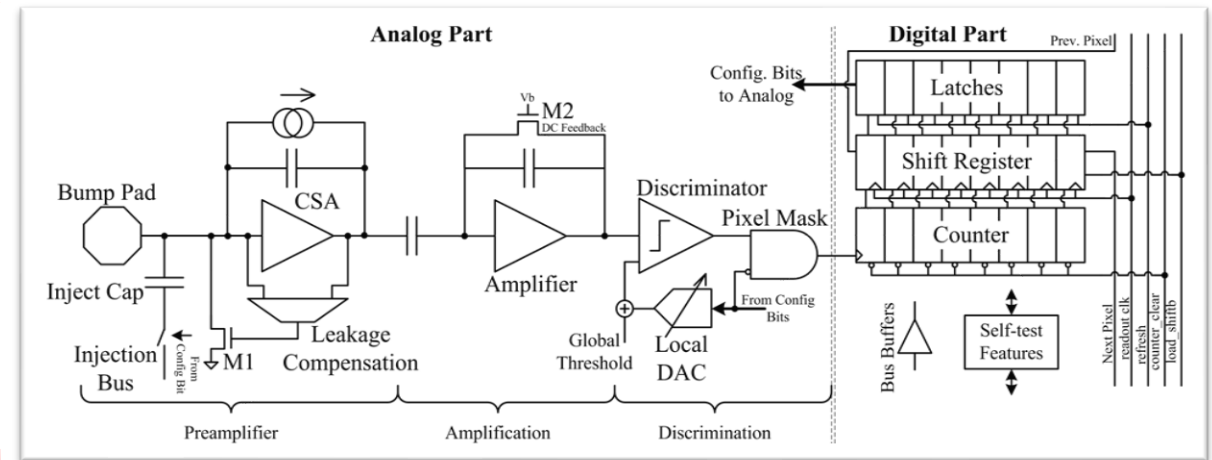 Analog Part
Digital Part
Prev. Pixel
Config. Bits
to Analog
Latches
Vb
M2
DC Feedback
Shift Register
Bump Pad
CSA
Discriminator
Pixel Mask
Counter
Amplifier
Inject Cap
From Config
Bits
Leakage
Compensation
M1
Injection
Bus
From
Config Bit
Global
Threshold
Local
DAC
Bus Buffers
Self-test
Features
Next Pixel
readout clk
refresh
counter_clear
load_shiftb
Preamplifier
Amplification
Discrimination